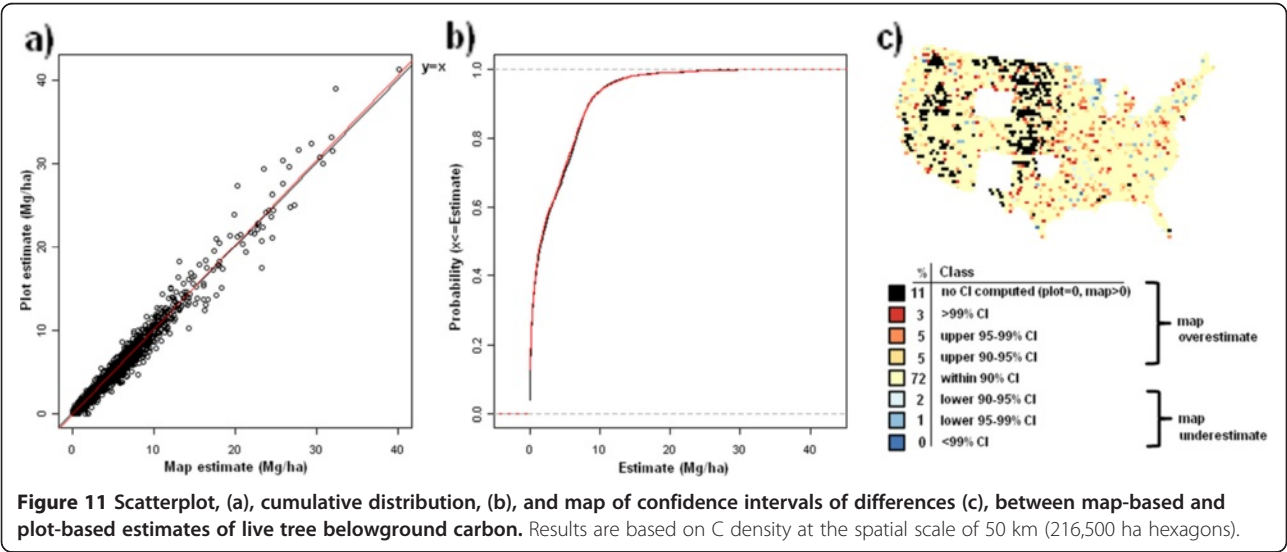 a)
y=x
Plot estimate (Mg/ha)
40
30
20
10
0
0 10 20 30 40
Map estimate (Mg/ha)
b)
Probability (x<=Estimate)
1.0
0.8
0.6
0.4
0.2
0.0
0 10 20 30 40
Estimate (Mg/ha)
c)
% Class
11 no CI computed (plot=0, map>0)
3 >99% CI
5 upper 95-99% CI
5 upper 90-95% CI
72 within 90% CI
2 lower 90-95% CI
1 lower 95-99% CI
0 <99% CI
map
overestimate
map
underestimate
Figure 11 Scatterplot, (a), cumulative distribution, (b), and map of confidence intervals of differences (c), between map-based and
plot-based estimates of live tree belowground carbon. Results are based on C density at the spatial scale of 50 km (216,500 ha hexagons).